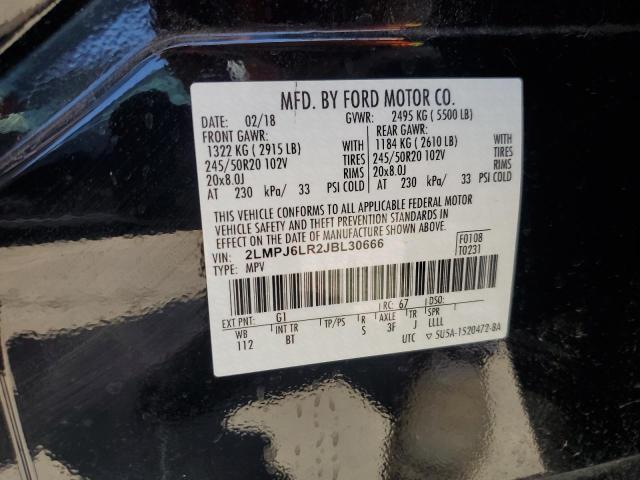 MFD. BY FORD MOTOR CO.
DATE: 02/18 GVWR: 2495 KG ( 5500 LB)
FRONT GAWR: REAR GAWR:
1322 KG ( 2915 LB) WITH 1184 KG ( 2610 LB) WITH
245/50R20 102V TIRES 245/50R20 102V TIRES
20x8.0J RIMS 20x8.0J RIMS
AT 230 kPa/ 33 PSI COLD AT 230 kPa/ 33 PSI COLD
THIS VEHICLE CONFORMS TO ALL APPLICABLE FEDERAL MOTOR
VEHICLE SAFETY AND THEFT PREVENTION STANDARDS IN
EFFECT ON THE DATE OF MANUFACTURE SHOWN ABOVE.
VIN: 2LMPJ6LR2JBL30666 F0108
TYPE: MPV T0231
EXT PNT: G1 RC: 67 DSO:
WB INT TR TP/PS R AXLE TR SPR
112 BT S 3F J LLLL
UTC ▽ 5U5A-1520472-BA